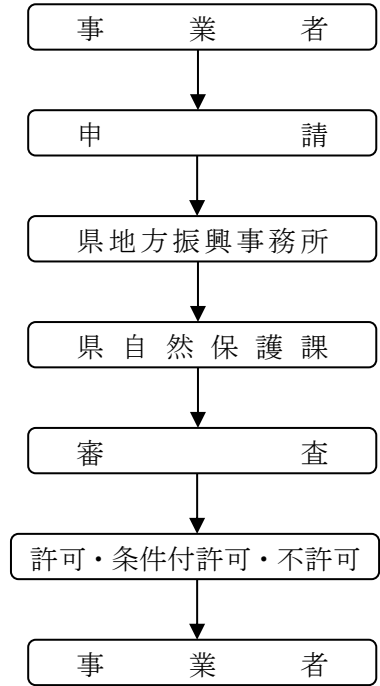 事業者
申請
県地方振興事務所
県自然保護課
審査
許可・条件付許可・不許可
事業者